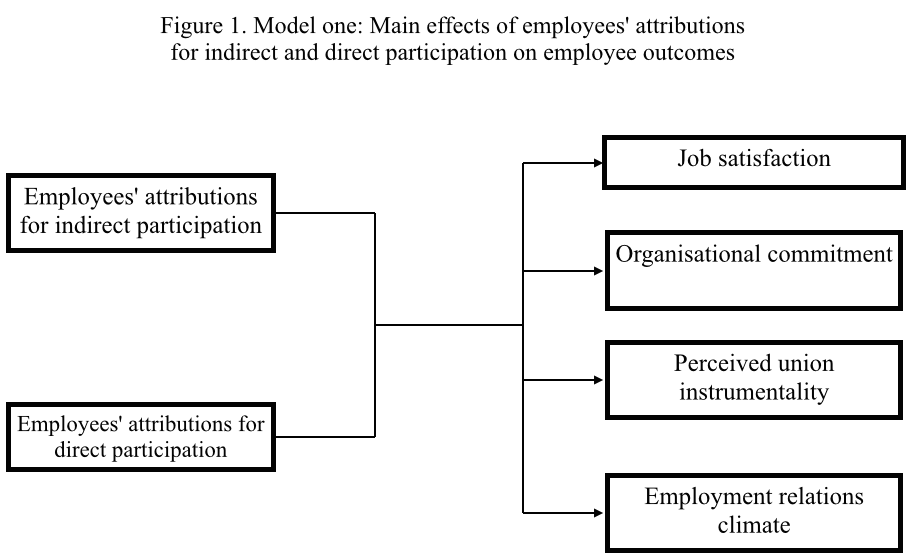 Figure 1. Model one: Main effects of employees' attributions
for indirect and direct participation on employee outcomes
Employees' attributions
for indirect participation
Employees' attributions for
direct participation
Job satisfaction
Organisational commitment
Perceived union
instrumentality
Employment relations
climate